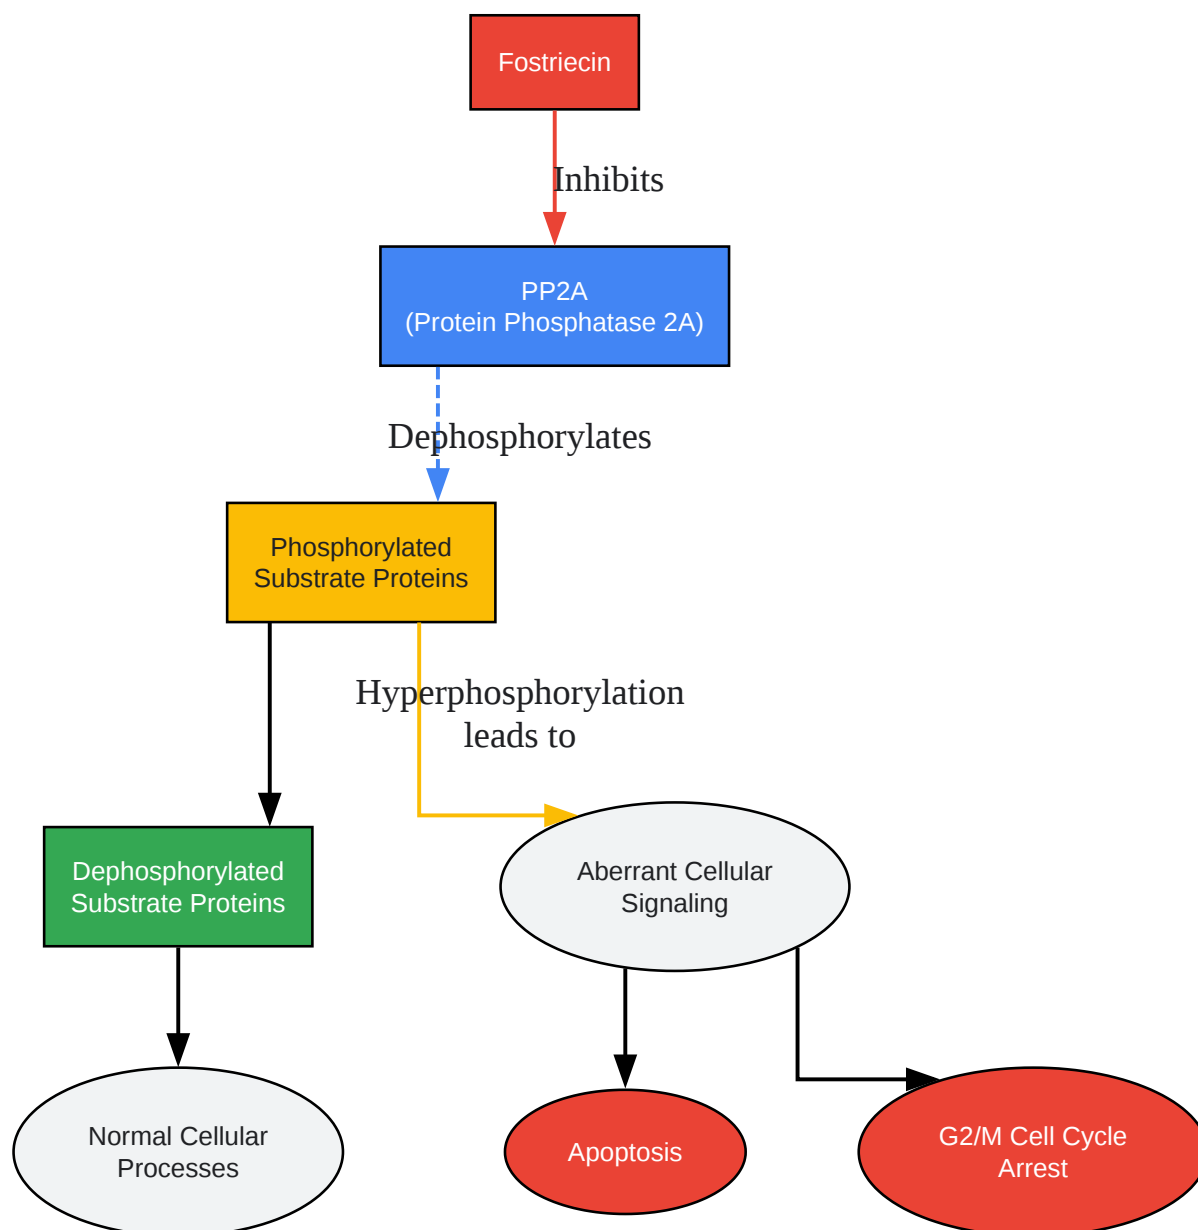 Fostriecin
Inhibits
PP2A
(Protein Phosphatase 2A)
Dephosphorylates
Phosphorylated
Substrate Proteins
Hyperphosphorylation
leads to
Dephosphorylated
Substrate Proteins
Aberrant Cellular
Signaling
Normal Cellular
Processes
Apoptosis
G2/M Cell Cycle
Arrest